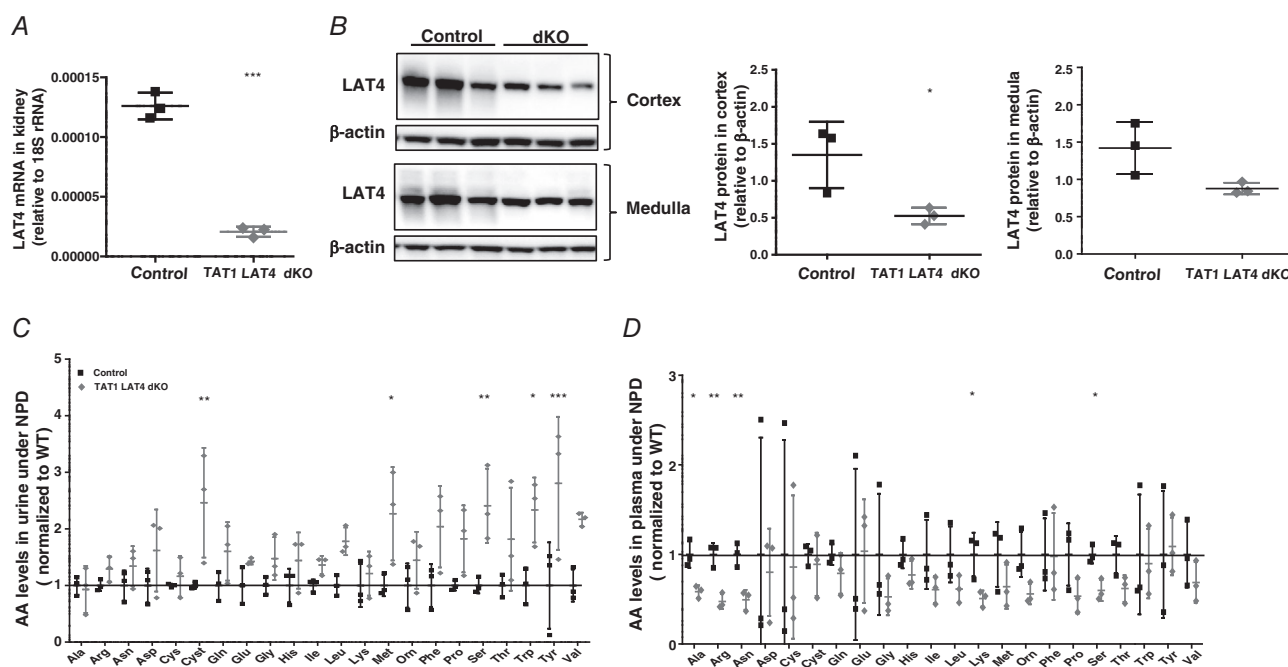 A
0.00015
0.00010
0.00005
0.00000
LAT4 mRNA in kidney
(relative to 18S rRNA)
***
Control
TAT1 LAT4 dKO
B
Control
dKO
LAT4
β-actin
Cortex
LAT4
β-actin
Medulla
2.5
2.0
1.5
1.0
0.5
0.0
LAT4 protein in cortex
(relative to β-actin)
*
Control
TAT1 LAT4 dKO
2.5
2.0
1.5
1.0
0.5
0.0
LAT4 protein in medula
(relative to β-actin)
Control
TAT1 LAT4 dKO
C
5
4
3
2
1
0
AA levels in urine under NPD
( normalized to WT)
Control
TAT1 LAT4 dKO
** * ** * ***
Ala Arg Asn Asp Cys Cyst Gln Glu Gly His Ile Leu Lys Met Orn Phe Pro Ser Thr Trp Tyr Val
D
3
2
1
0
AA levels in plasma under NPD
( normalized to WT)
* ** ** * *
Ala Arg Asn Asp Cys Cyst Gln Glu Gly His Ile Leu Lys Met Orn Phe Pro Ser Thr Trp Tyr Val